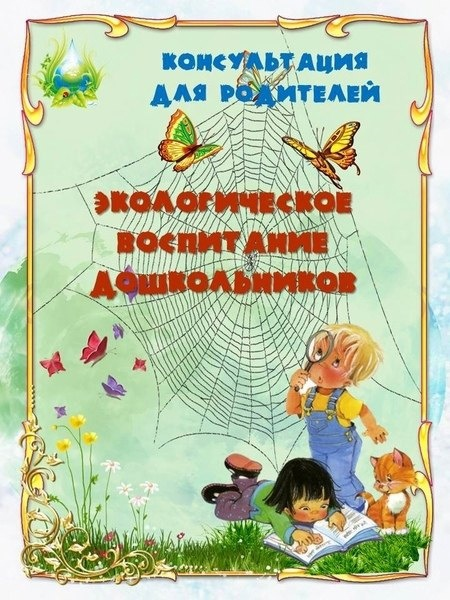 КОНСУЛЬТАЦИЯ
ДЛЯ РОДИТЕЛЕЙ
ЭКОЛОГИЧЕСКОЕ
ВОСПИТАНИЕ
ДОШКОЛЬНИКОВ